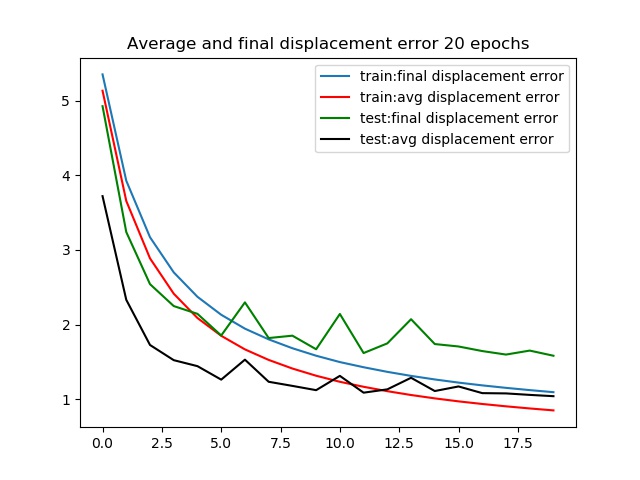 Average and final displacement error 20 epochs
train:final displacement error
train:avg displacement error
test:final displacement error
test:avg displacement error
5
4
3
2
1
0.0 2.5 5.0 7.5 10.0 12.5 15.0 17.5